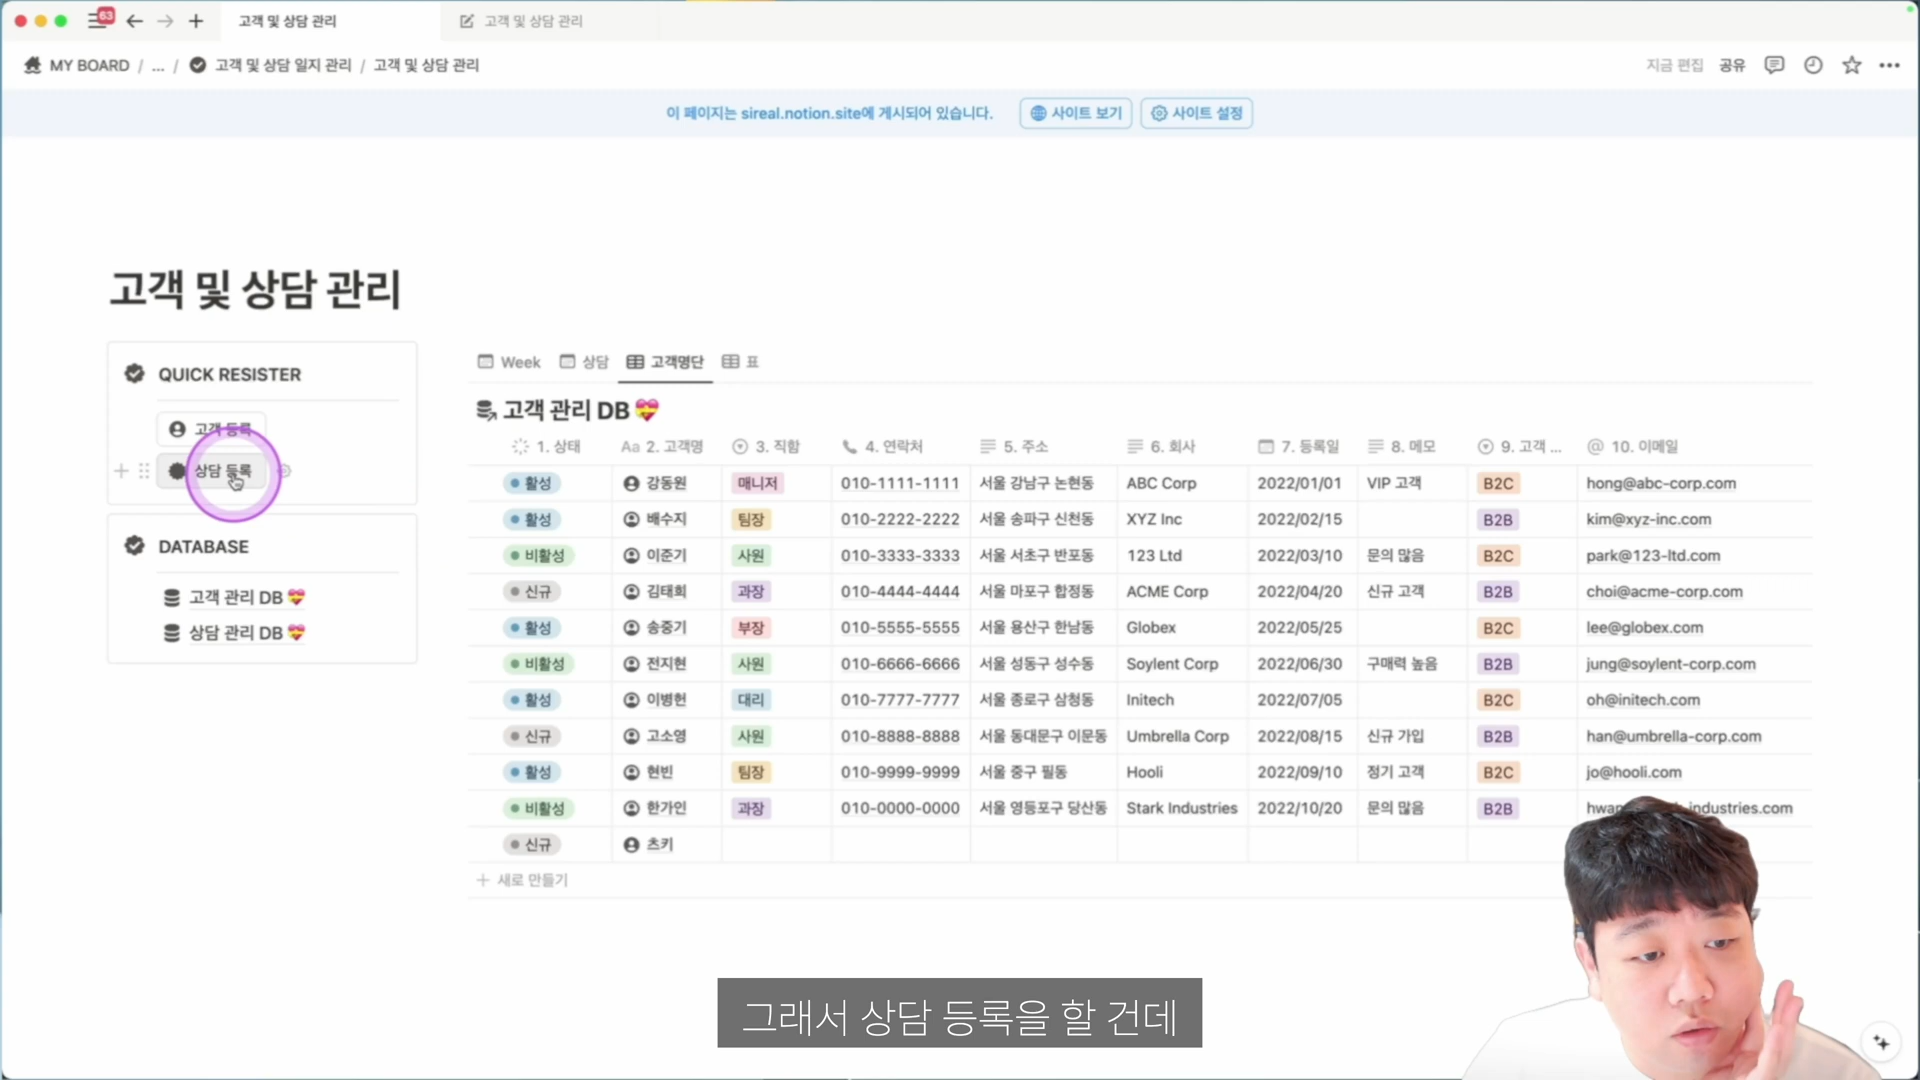 63
고객 및 상담 관리
고객 및 상담 관리
MY BOARD / ... / 고객 및 상담 일지 관리 / 고객 및 상담 관리
지금 편집 공유
이 페이지는 sireal.notion.site에 게시되어 있습니다. 사이트 보기 사이트 설정
고객 및 상담 관리
QUICK RESISTER
고객 등록
상담 등록
DATABASE
고객 관리 DB
상담 관리 DB
Week 상담 고객명단 표
고객 관리 DB
1. 상태 Aa 2. 고객명 3. 직함 4. 연락처 5. 주소 6. 회사 7. 등록일 8. 메모 9. 고객 ... @ 10. 이메일
활성 강동원 매니저 010-1111-1111 서울 강남구 논현동 ABC Corp 2022/01/01 VIP 고객 B2C hong@abc-corp.com
활성 배수지 팀장 010-2222-2222 서울 송파구 신천동 XYZ Inc 2022/02/15 B2B kim@xyz-inc.com
비활성 이준기 사원 010-3333-3333 서울 서초구 반포동 123 Ltd 2022/03/10 문의 많음 B2C park@123-ltd.com
신규 김태희 과장 010-4444-4444 서울 마포구 합정동 ACME Corp 2022/04/20 신규 고객 B2B choi@acme-corp.com
활성 송중기 부장 010-5555-5555 서울 용산구 한남동 Globex 2022/05/25 B2C lee@globex.com
비활성 전지현 사원 010-6666-6666 서울 성동구 성수동 Soylent Corp 2022/06/30 구매력 높음 B2B jung@soylent-corp.com
활성 이병헌 대리 010-7777-7777 서울 종로구 삼청동 Initech 2022/07/05 B2C oh@initech.com
신규 고소영 사원 010-8888-8888 서울 동대문구 이문동 Umbrella Corp 2022/08/15 신규 가입 B2B han@umbrella-corp.com
활성 현빈 팀장 010-9999-9999 서울 중구 필동 Hooli 2022/09/10 정기 고객 B2C jo@hooli.com
비활성 한가인 과장 010-0000-0000 서울 영등포구 당산동 Stark Industries 2022/10/20 문의 많음 B2B
신규 츠키
새로 만들기
그래서 상담 등록을 할 건데